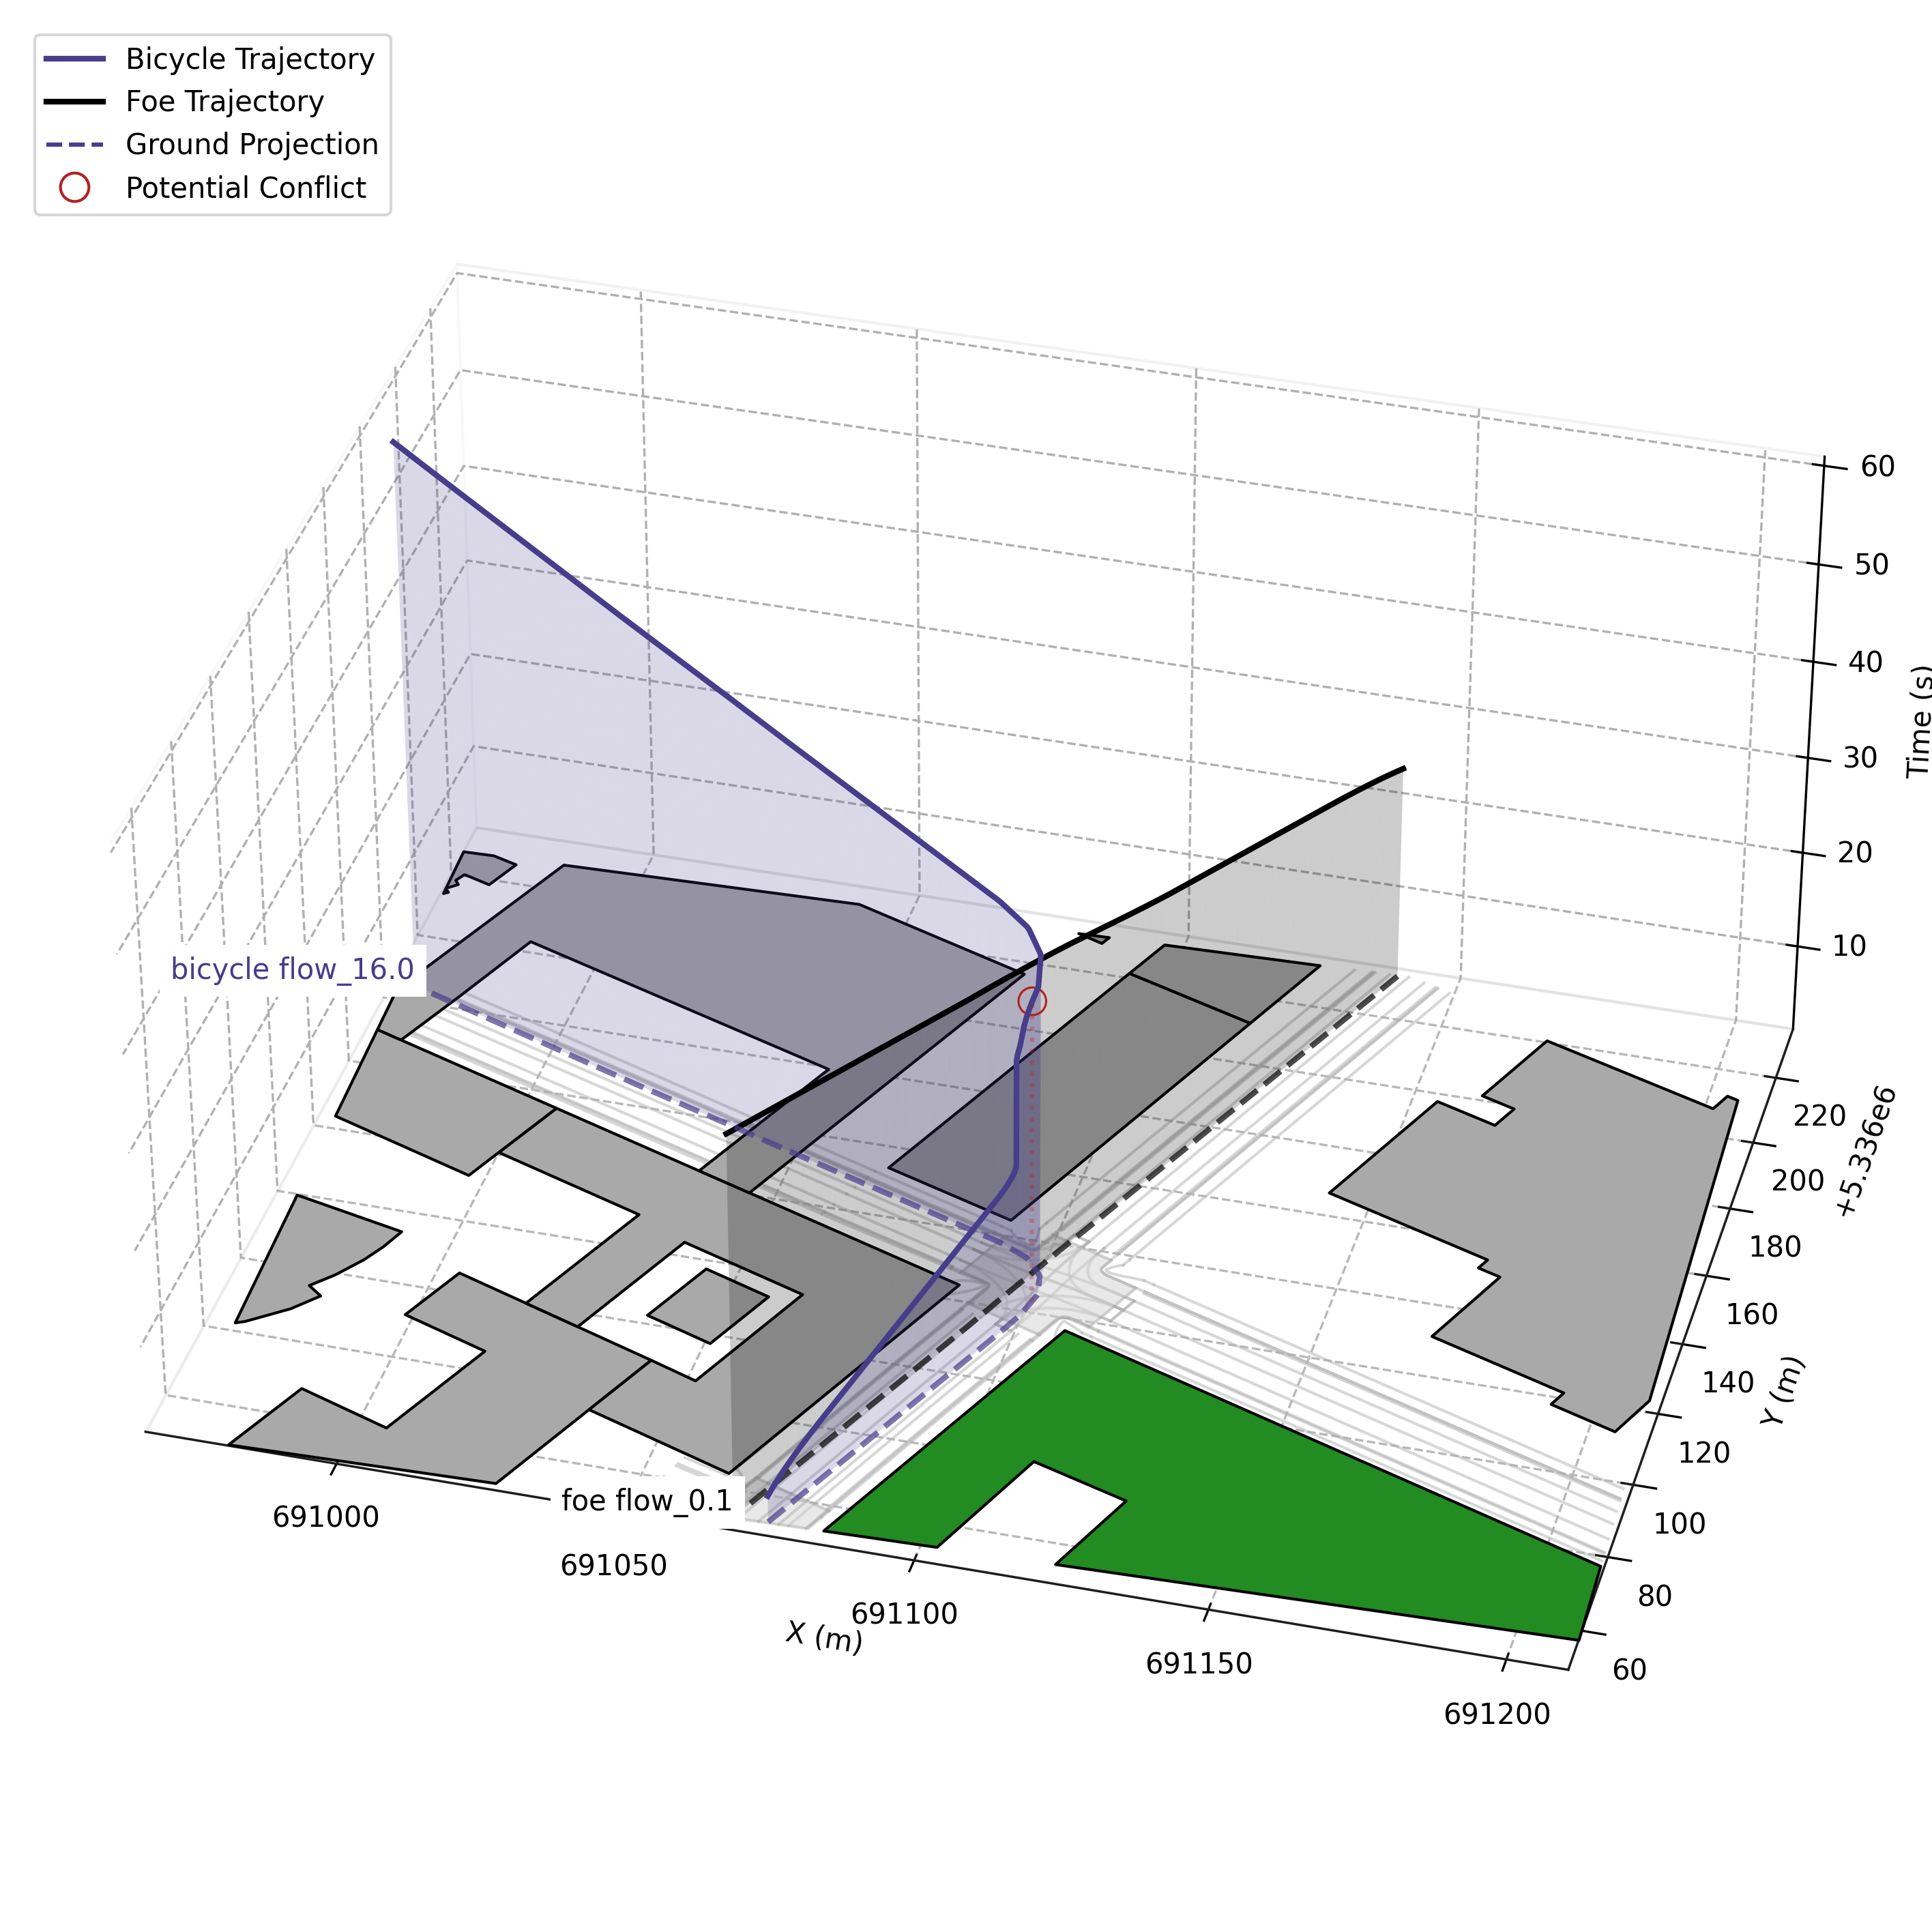 Bicycle Trajectory
Foe Trajectory
Ground Projection
Potential Conflict
60
50
40
30
20
10
Time (s)
bicycle flow_16.0
foe flow_0.1
691000
691050
691100
691150
691200
X (m)
220
200
180
160
140
120
100
80
60
Y (m)
+5.336e6